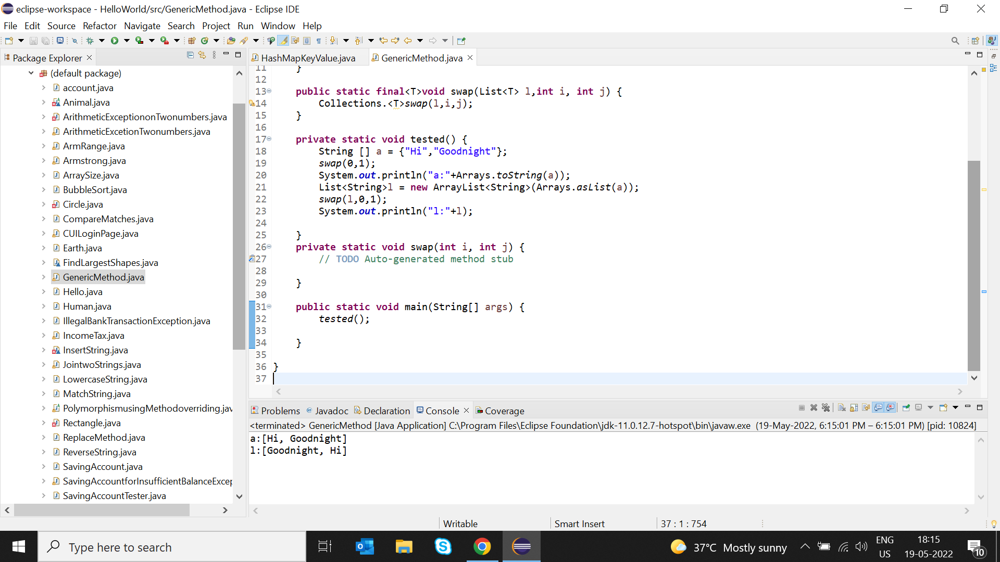 eclipse-workspace - HelloWorld/src/GenericMethod.java - Eclipse IDE
File Edit Source Refactor Navigate Search Project Run Window Help
Package Explorer
(default package)
account.java
Animal.java
ArithmeticExceptiononTwonumbers.java
ArithmeticExcetionTwonumbers.java
ArmRange.java
Armstrong.java
ArraySize.java
BubbleSort.java
Circle.java
CompareMatches.java
CUILoginPage.java
Earth.java
FindLargestShapes.java
GenericMethod.java
Hello.java
Human.java
IllegalBankTransactionException.java
IncomeTax.java
InsertString.java
JointwoStrings.java
LowercaseString.java
MatchString.java
PolymorphismusingMethodoverriding.jav
Rectangle.java
ReplaceMethod.java
ReverseString.java
SavingAccount.java
SavingAccountforInsufficientBalanceExcep
SavingAccountTester.java
HashMapKeyValue.java GenericMethod.java
11 }
12
13 public static final<T>void swap(List<T> l,int i, int j) {
14 Collections.<T>swap(l,i,j);
15 }
16
17 private static void tested() {
18 String [] a = {"Hi","Goodnight"};
19 swap(0,1);
20 System.out.println("a:"+Arrays.toString(a));
21 List<String>l = new ArrayList<String>(Arrays.asList(a));
22 swap(l,0,1);
23 System.out.println("l:"+l);
24
25 }
26 private static void swap(int i, int j) {
27 // TODO Auto-generated method stub
28
29 }
30
31 public static void main(String[] args) {
32 tested();
33
34 }
35
36 }
37
Problems @ Javadoc Declaration Console Coverage
<terminated> GenericMethod [Java Application] C:\Program Files\Eclipse Foundation\jdk-11.0.12.7-hotspot\bin\javaw.exe (19-May-2022, 6:15:01 PM – 6:15:01 PM) [pid: 10824]
a:[Hi, Goodnight]
l:[Goodnight, Hi]
Writable Smart Insert 37 : 1 : 754
Type here to search
37°C Mostly sunny
ENG
US
18:15
19-05-2022
10